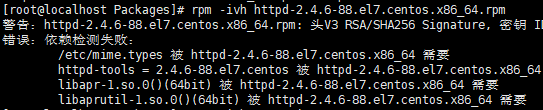 [root@localhost Packages]# rpm -ivh httpd-2.4.6-88.el7.centos.x86_64.rpm
警告：httpd-2.4.6-88.el7.centos.x86_64.rpm: 头V3 RSA/SHA256 Signature, 密钥 I
错误：依赖检测失败：
/etc/mime.types 被 httpd-2.4.6-88.el7.centos.x86_64 需要
httpd-tools = 2.4.6-88.el7.centos 被 httpd-2.4.6-88.el7.centos.x86_64
libapr-1.so.0()(64bit) 被 httpd-2.4.6-88.el7.centos.x86_64 需要
libaprutil-1.so.0()(64bit) 被 httpd-2.4.6-88.el7.centos.x86_64 需要